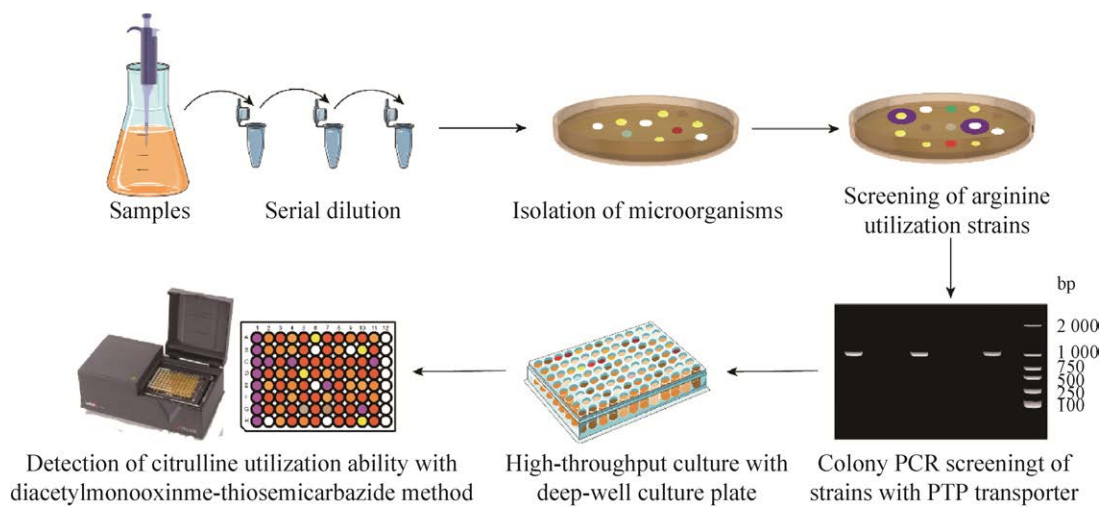 Samples
Serial dilution
Isolation of microorganisms
Screening of arginine
utilization strains
bp
2 000
1 000
750
500
250
100
Colony PCR screeningt of
strains with PTP transporter
High-throughput culture with
deep-well culture plate
1 2 3 4 5 6 7 8 9 10 11 12
A
B
C
D
E
F
G
H
Detection of citrulline utilization ability with
diacetylmonooxinme-thiosemicarbazide method